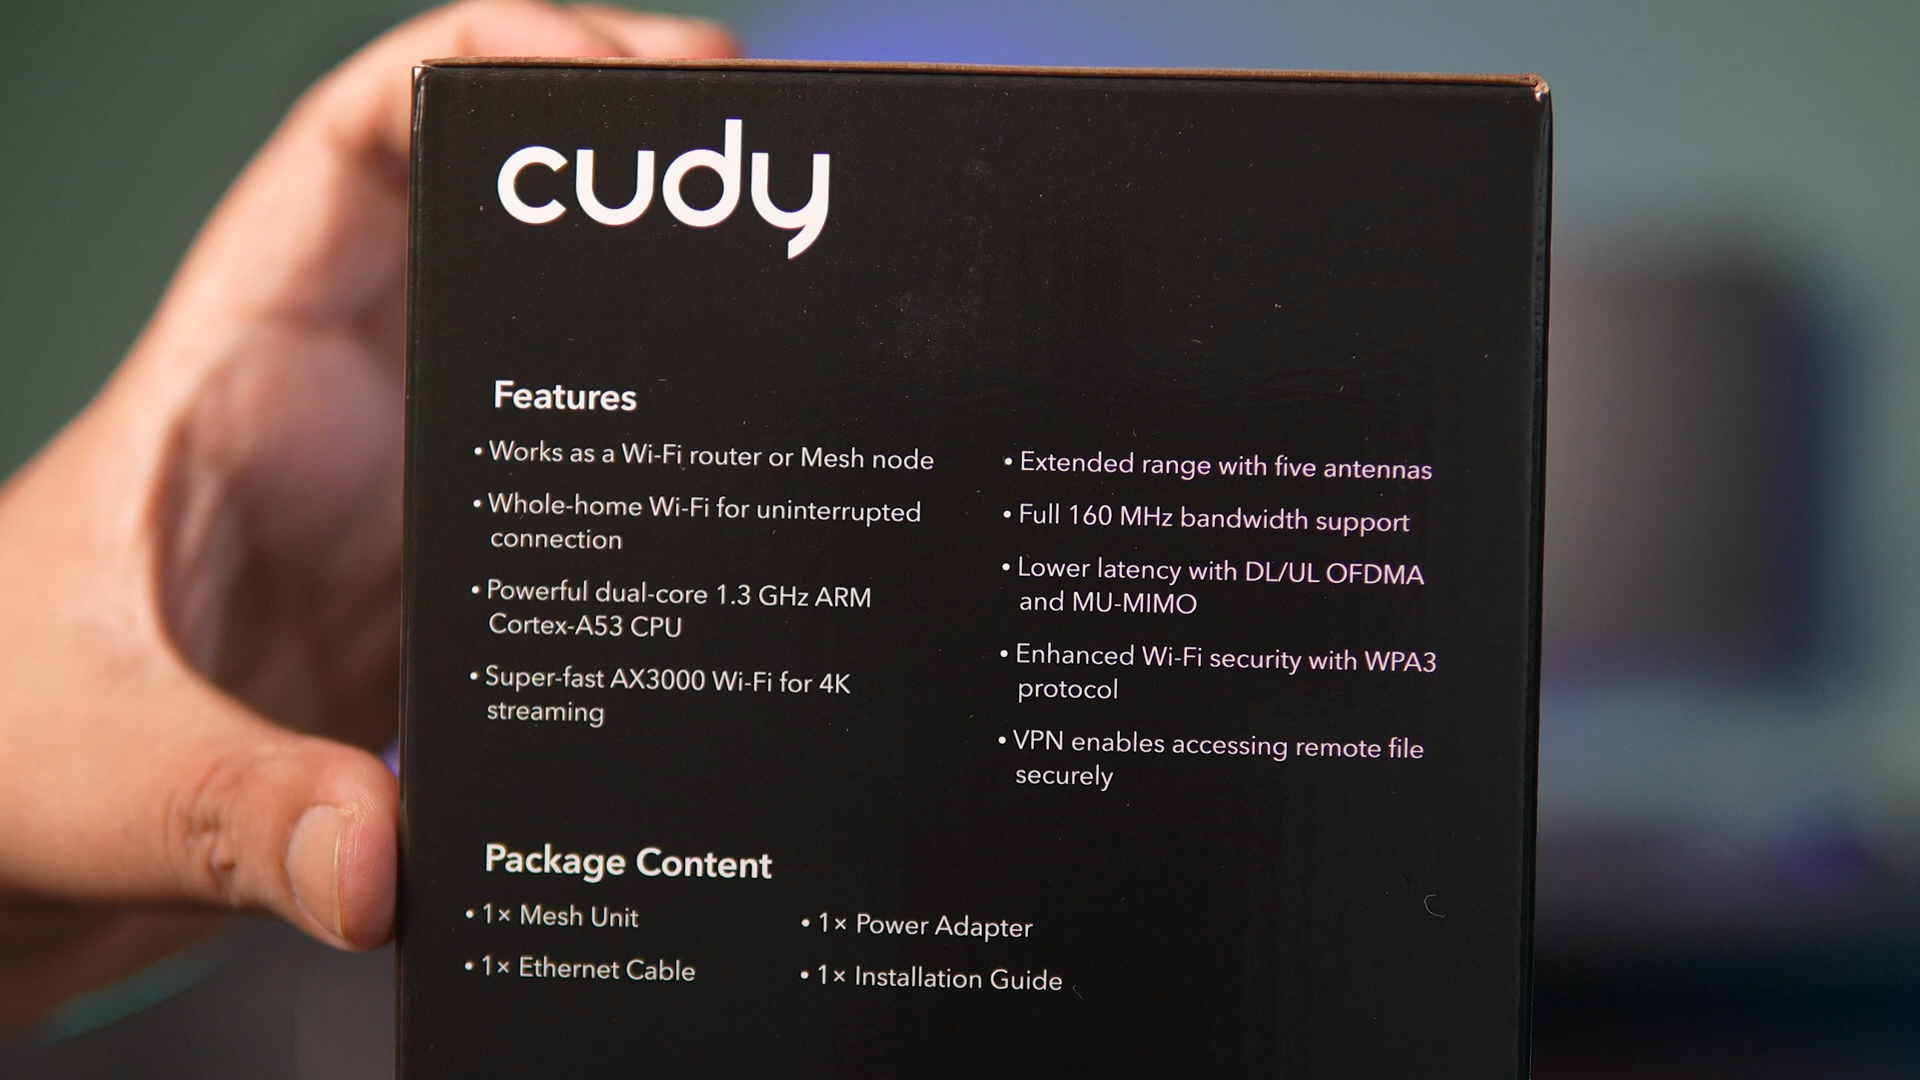 cudy
Features
• Works as a Wi-Fi router or Mesh node
• Whole-home Wi-Fi for uninterrupted
connection
• Powerful dual-core 1.3 GHz ARM
Cortex-A53 CPU
• Super-fast AX3000 Wi-Fi for 4K
streaming
• Extended range with five antennas
• Full 160 MHz bandwidth support
• Lower latency with DL/UL OFDMA
and MU-MIMO
• Enhanced Wi-Fi security with WPA3
protocol
• VPN enables accessing remote file
securely
Package Content
• 1× Mesh Unit
• 1× Ethernet Cable
• 1× Power Adapter
• 1× Installation Guide